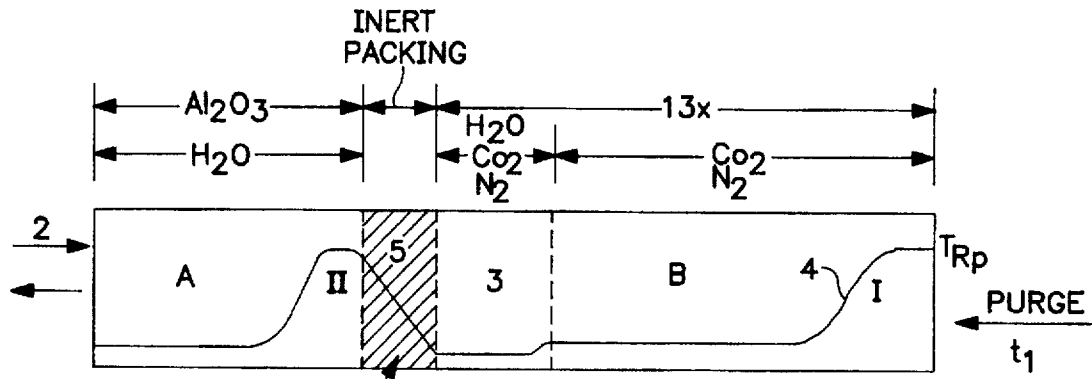 INERT
PACKING
Al2O3
13x
H2O
H2O
Co2
N2
Co2
N2
2
A
II
5
3
B
4
I
TRp
PURGE
t1